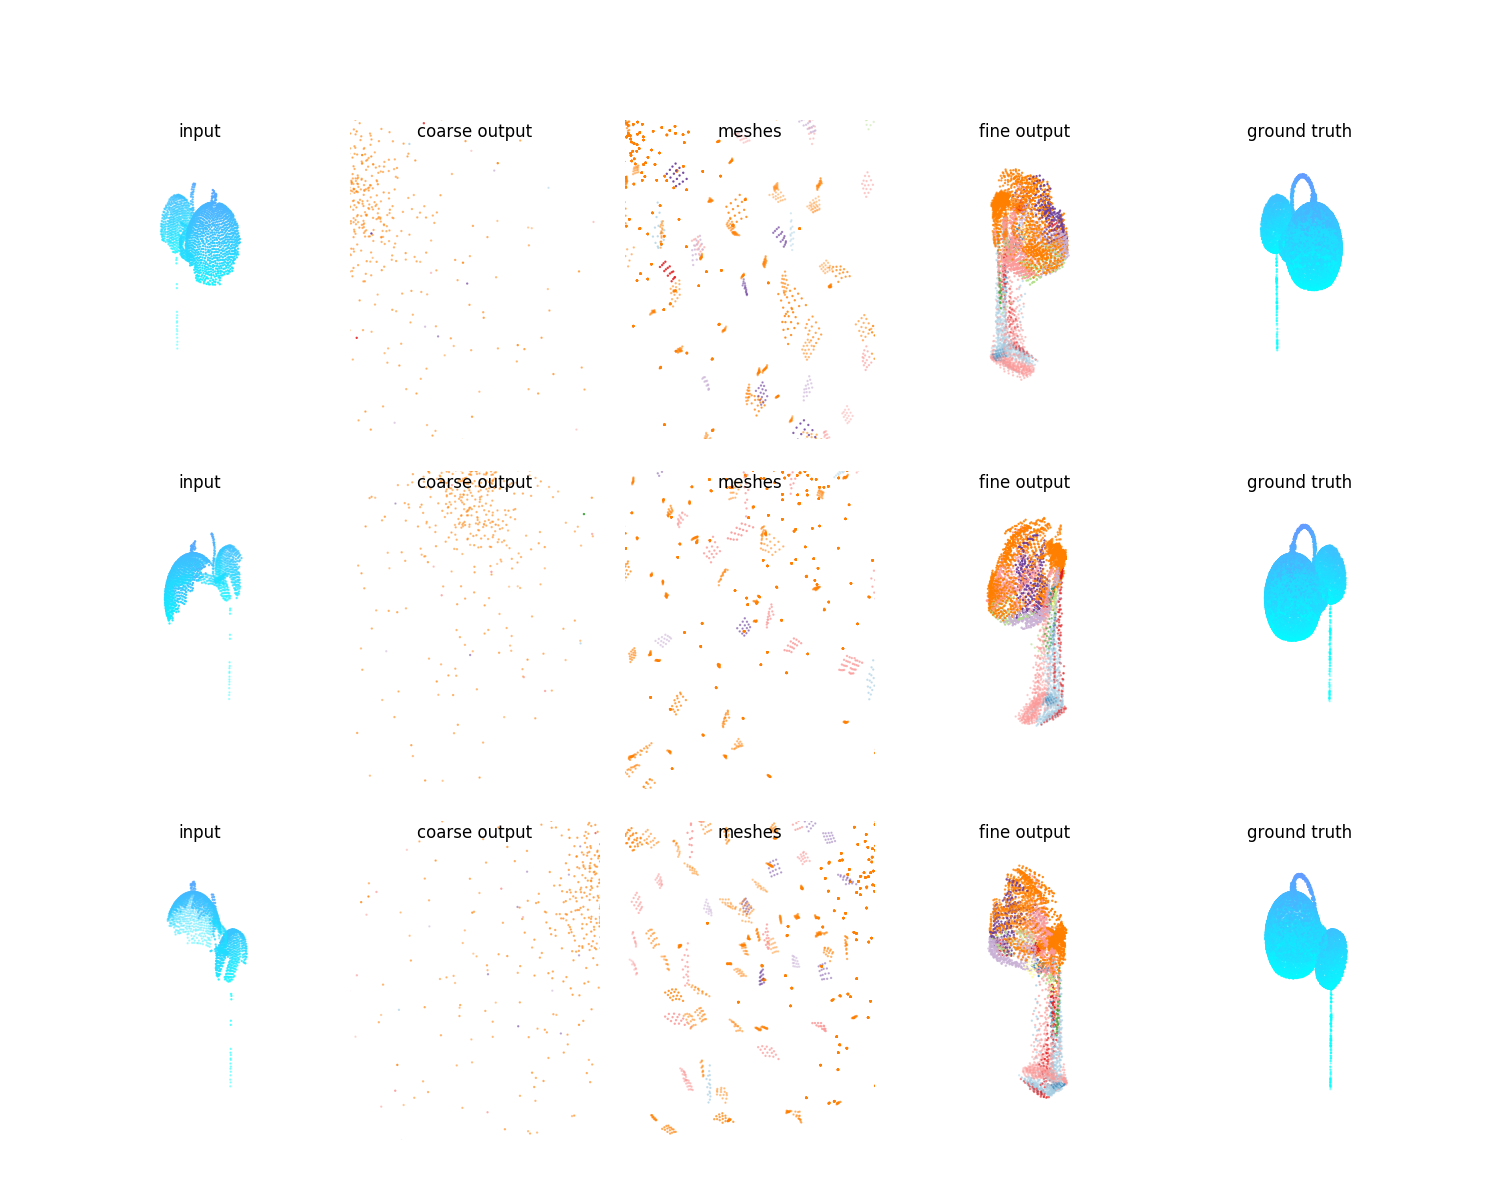 input
coarse output
meshes
fine output
ground truth
input
coarse output
meshes
fine output
ground truth
input
coarse output
meshes
fine output
ground truth